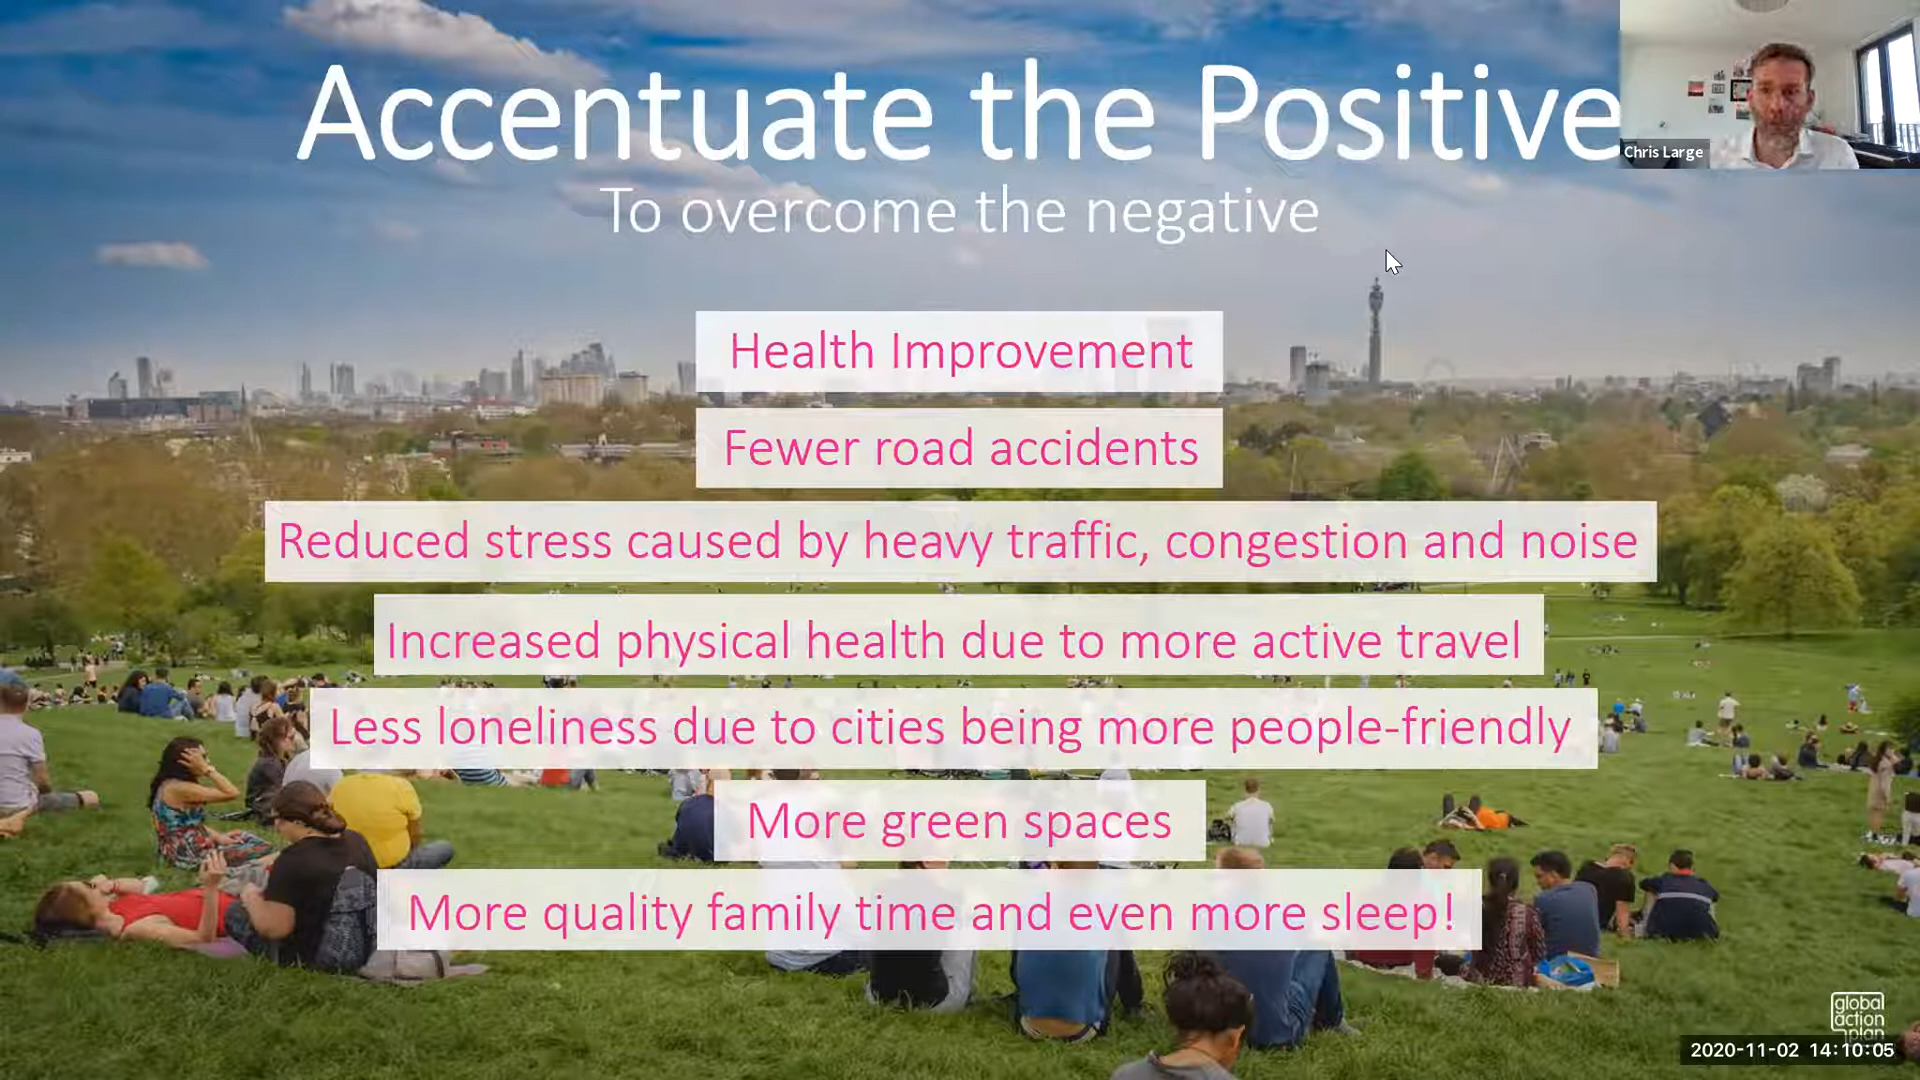 Accentuate the Positive
To overcome the negative
Chris Large
Health Improvement
Fewer road accidents
Reduced stress caused by heavy traffic, congestion and noise
Increased physical health due to more active travel
Less loneliness due to cities being more people-friendly
More green spaces
More quality family time and even more sleep!
global
action
plan
2020-11-02 14:10:05